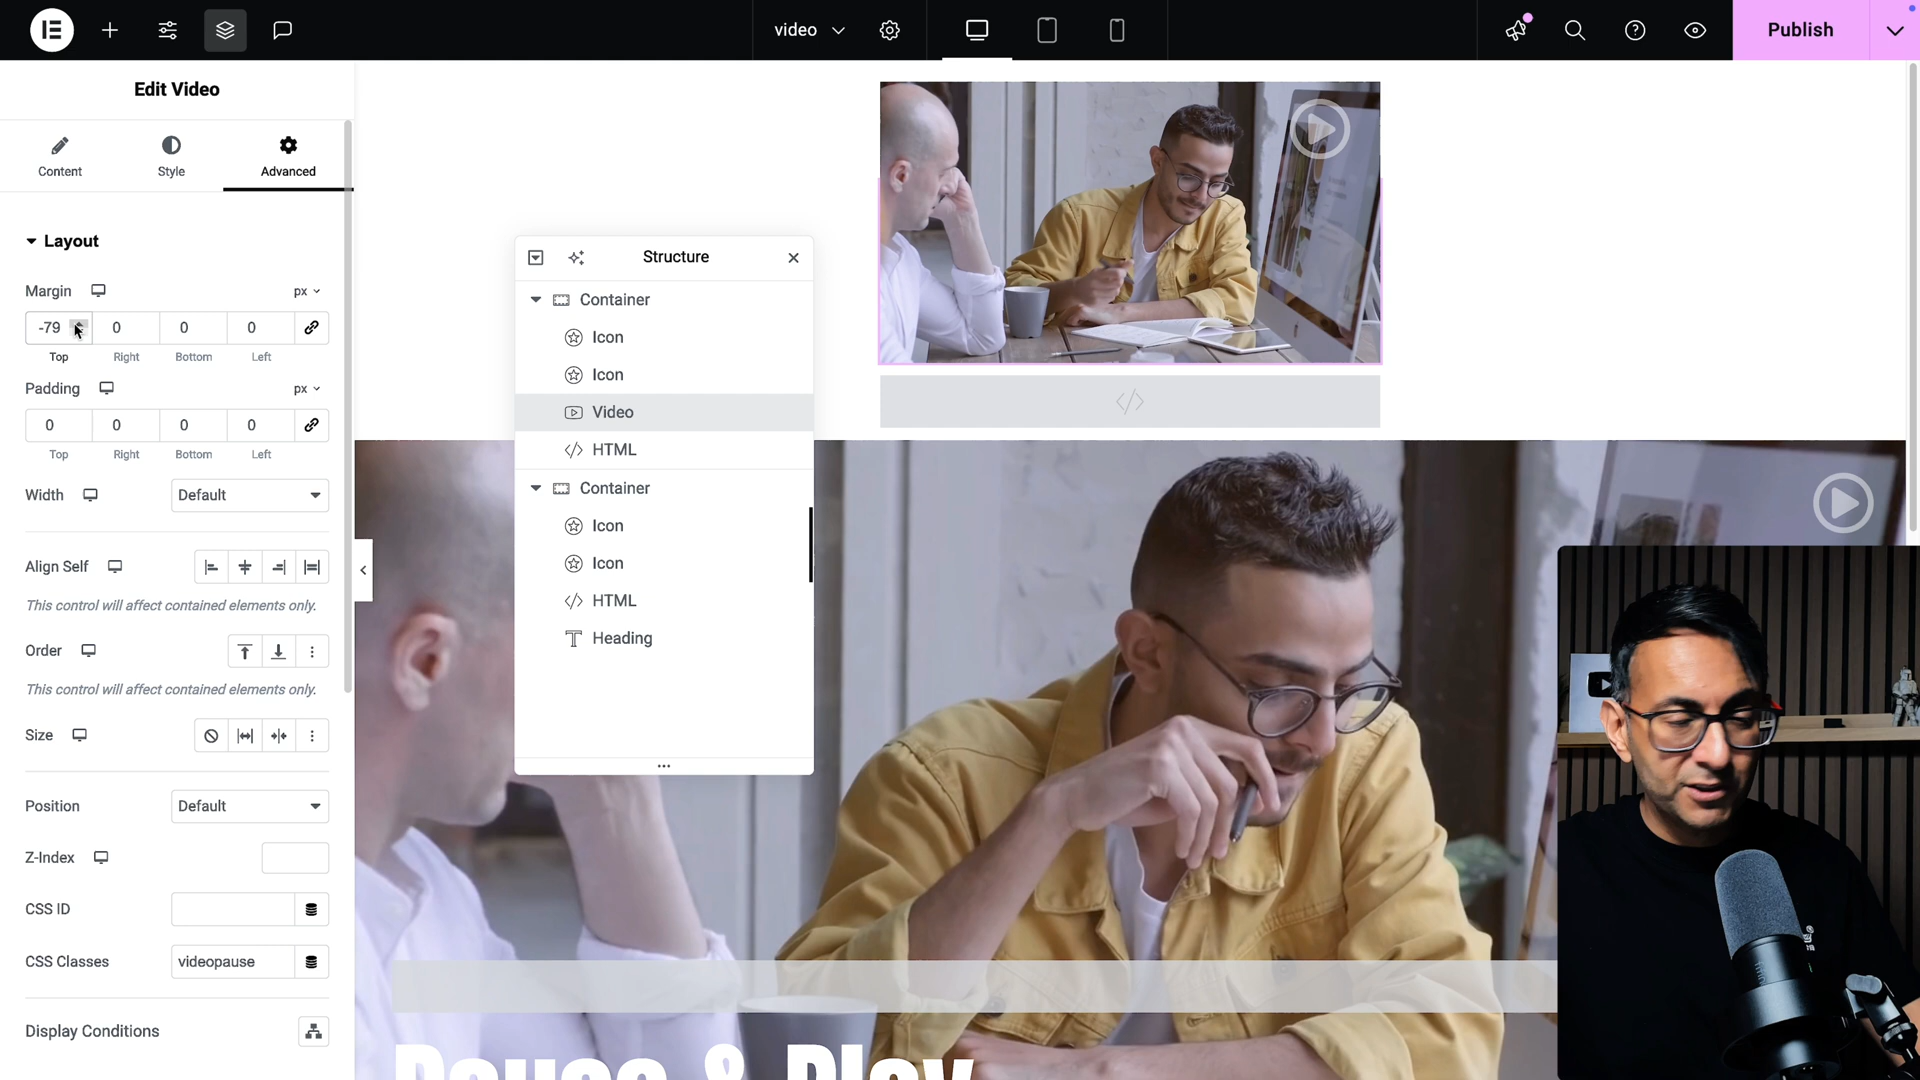 video
Publish
Edit Video
Content
Style
Advanced
Layout
Margin
px
-79
0
0
0
Top
Right
Bottom
Left
Padding
px
0
0
0
0
Top
Right
Bottom
Left
Width
Default
Align Self
This control will affect contained elements only.
Order
This control will affect contained elements only.
Size
Position
Default
Z-Index
CSS ID
CSS Classes
videopause
Display Conditions
Structure
Container
Icon
Icon
Video
HTML
Container
Icon
Icon
HTML
Heading
Pause & Play